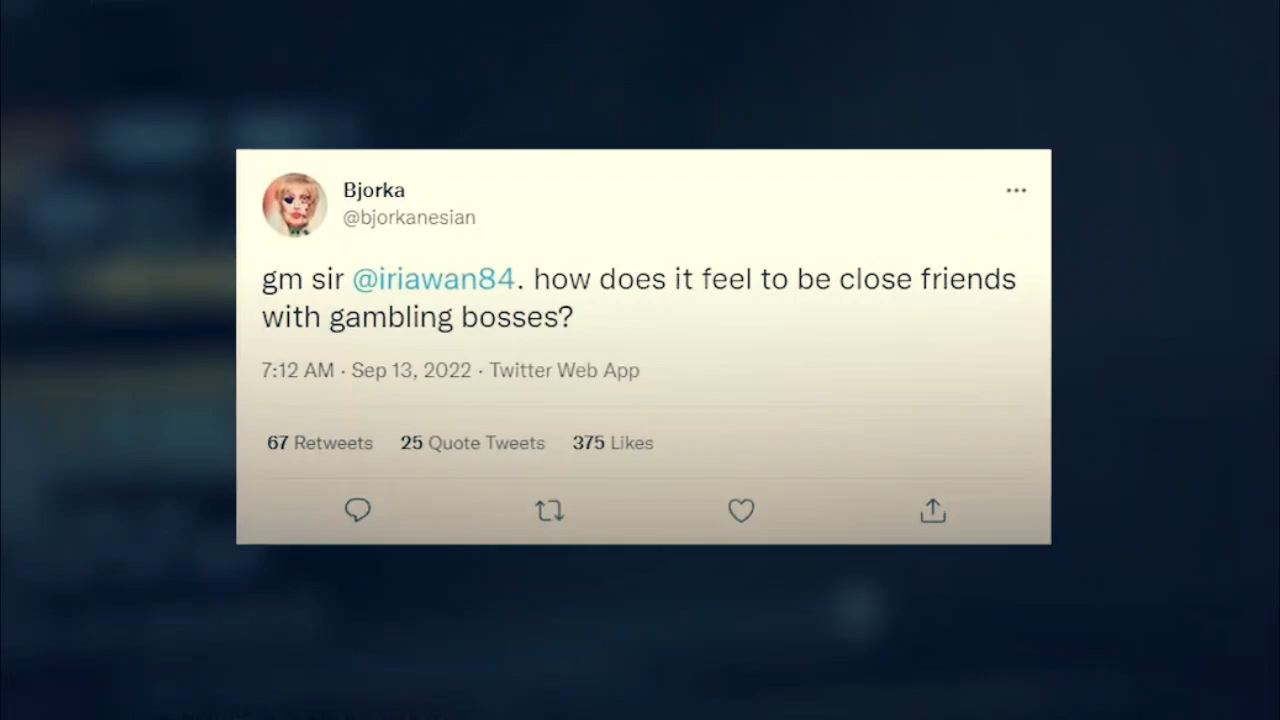 Bjorka
@bjorkanesian
gm sir @iriawan84. how does it feel to be close friends
with gambling bosses?
7:12 AM · Sep 13, 2022 · Twitter Web App
67 Retweets 25 Quote Tweets 375 Likes